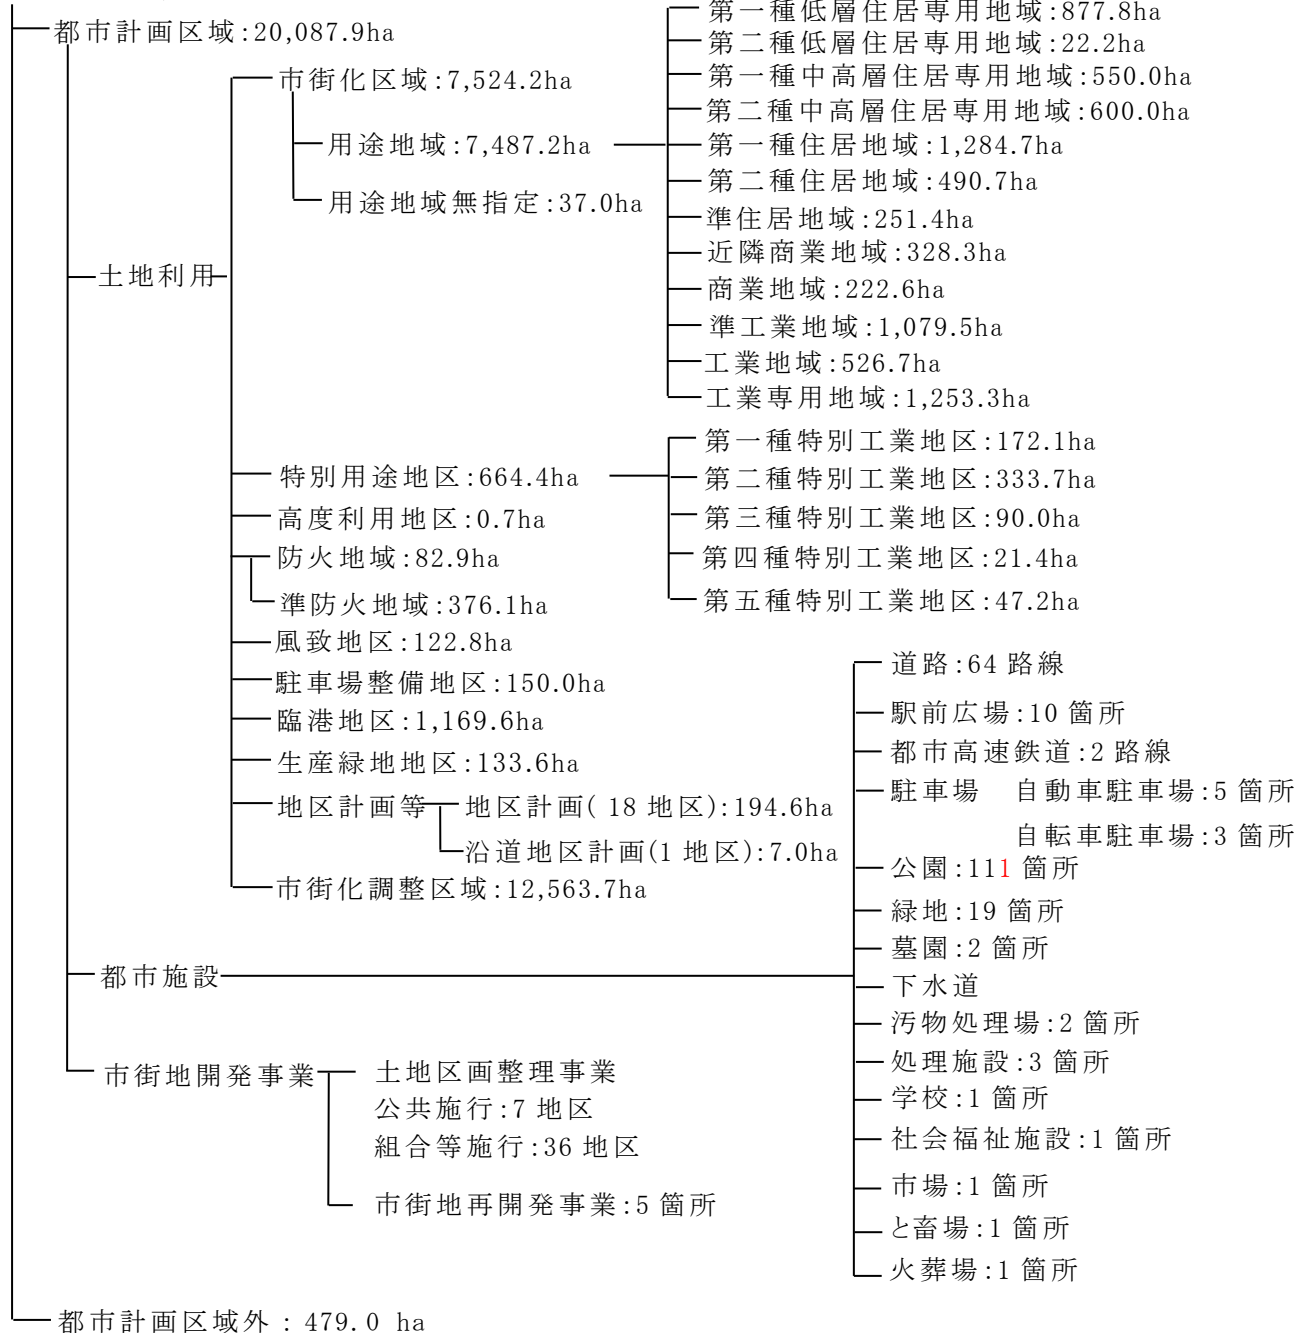 都市計画区域:20,087.9ha
市街化区域:7,524.2ha
用途地域:7,487.2ha
第一種低層住居専用地域:877.8ha
第二種低層住居専用地域:22.2ha
第一種中高層住居専用地域:550.0ha
第二種中高層住居専用地域:600.0ha
第一種住居地域:1,284.7ha
第二種住居地域:490.7ha
準住居地域:251.4ha
近隣商業地域:328.3ha
商業地域:222.6ha
準工業地域:1,079.5ha
工業地域:526.7ha
工業専用地域:1,253.3ha
用途地域無指定:37.0ha
土地利用
特別用途地区:664.4ha
第一種特別工業地区:172.1ha
第二種特別工業地区:333.7ha
第三種特別工業地区:90.0ha
第四種特別工業地区:21.4ha
第五種特別工業地区:47.2ha
高度利用地区:0.7ha
防火地域:82.9ha
準防火地域:376.1ha
風致地区:122.8ha
駐車場整備地区:150.0ha
臨港地区:1,169.6ha
生産緑地地区:133.6ha
地区計画等
地区計画( 18 地区):194.6ha
沿道地区計画(1 地区):7.0ha
市街化調整区域:12,563.7ha
都市施設
道路:64 路線
駅前広場:10 箇所
都市高速鉄道:2 路線
駐車場 自動車駐車場:5 箇所
自転車駐車場:3 箇所
公園:111 箇所
緑地:19 箇所
墓園:2 箇所
下水道
汚物処理場:2 箇所
処理施設:3 箇所
学校:1 箇所
社会福祉施設:1 箇所
市場:1 箇所
と畜場:1 箇所
火葬場:1 箇所
市街地開発事業
土地区画整理事業
公共施行:7 地区
組合等施行:36 地区
市街地再開発事業:5 箇所
都市計画区域外 : 479.0 ha